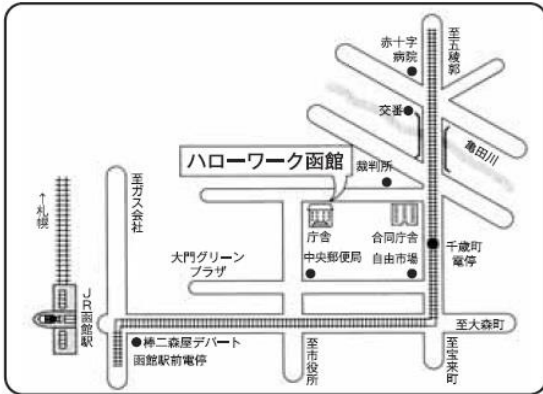 至五稜郭
赤十字
病院
交番
亀田川
ハローワーク函館
裁判所
至ガス会社
←札幌
庁舎
合同庁舎
千歳町
電停
大門グリーン
プラザ
中央郵便局
自由市場
JR函館駅
棒二森屋デパート
函館駅前電停
至市役所
至大森町
至宝来町